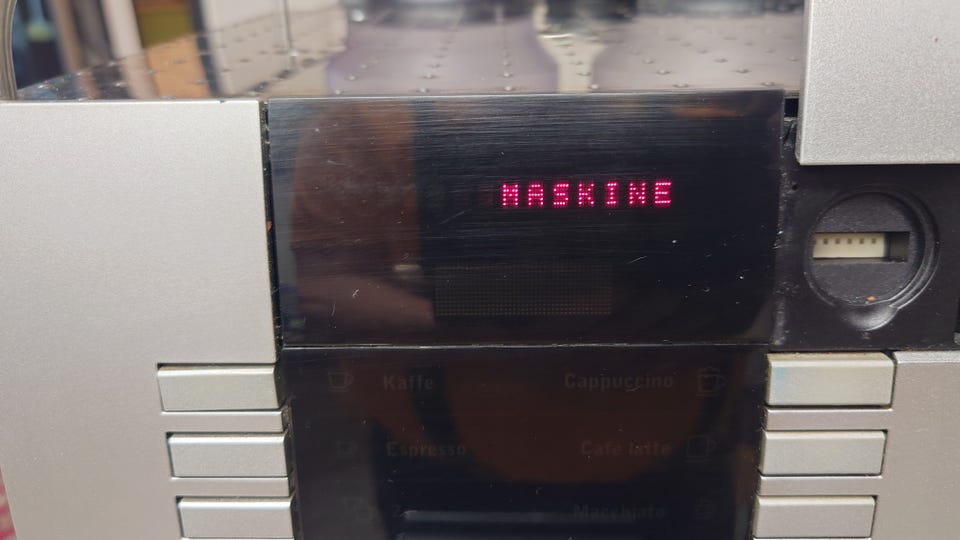 MASKINE
Kaffe Cappuccino
Espresso Cafe latte
Macchiato